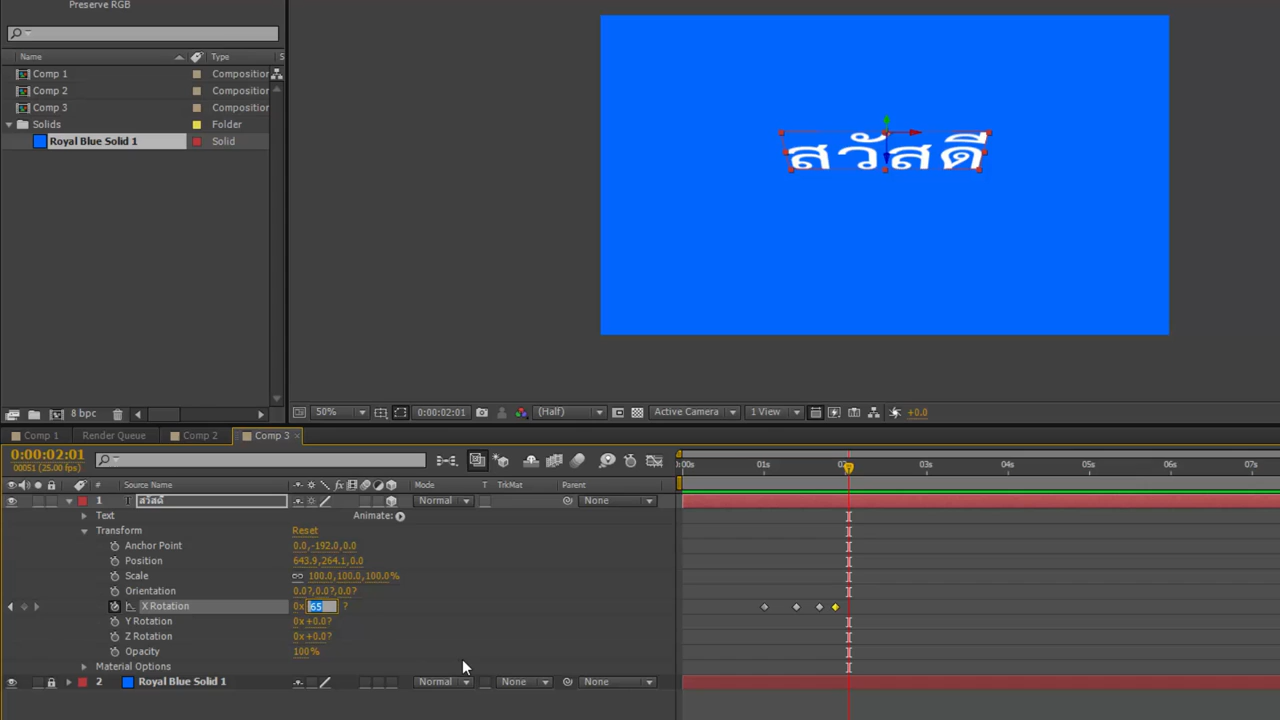 Preserve RGB
Name Type S
Comp 1 Composition
Comp 2 Composition
Comp 3 Composition
Solids Folder
Royal Blue Solid 1 Solid
สวัสดี
8 bpc
50% 0:00:02:01 (Half) Active Camera 1 View +0.0
Comp 1 Render Queue Comp 2 Comp 3 ×
0:00:02:01
00051 (25.00 fps)
:00s 01s 02s 03s 04s 05s 06s 07s
# Source Name fx Mode T TrkMat Parent
1 T สวัสดี Normal None
Text Animate:
Transform Reset
Anchor Point 0.0,-192.0,0.0
Position 643.9,264.1,0.0
Scale 100.0,100.0,100.0%
Orientation 0.0?,0.0?,0.0?
X Rotation 0x 65 ?
Y Rotation 0x+0.0?
Z Rotation 0x+0.0?
Opacity 100%
Material Options
2 Royal Blue Solid 1 Normal None None